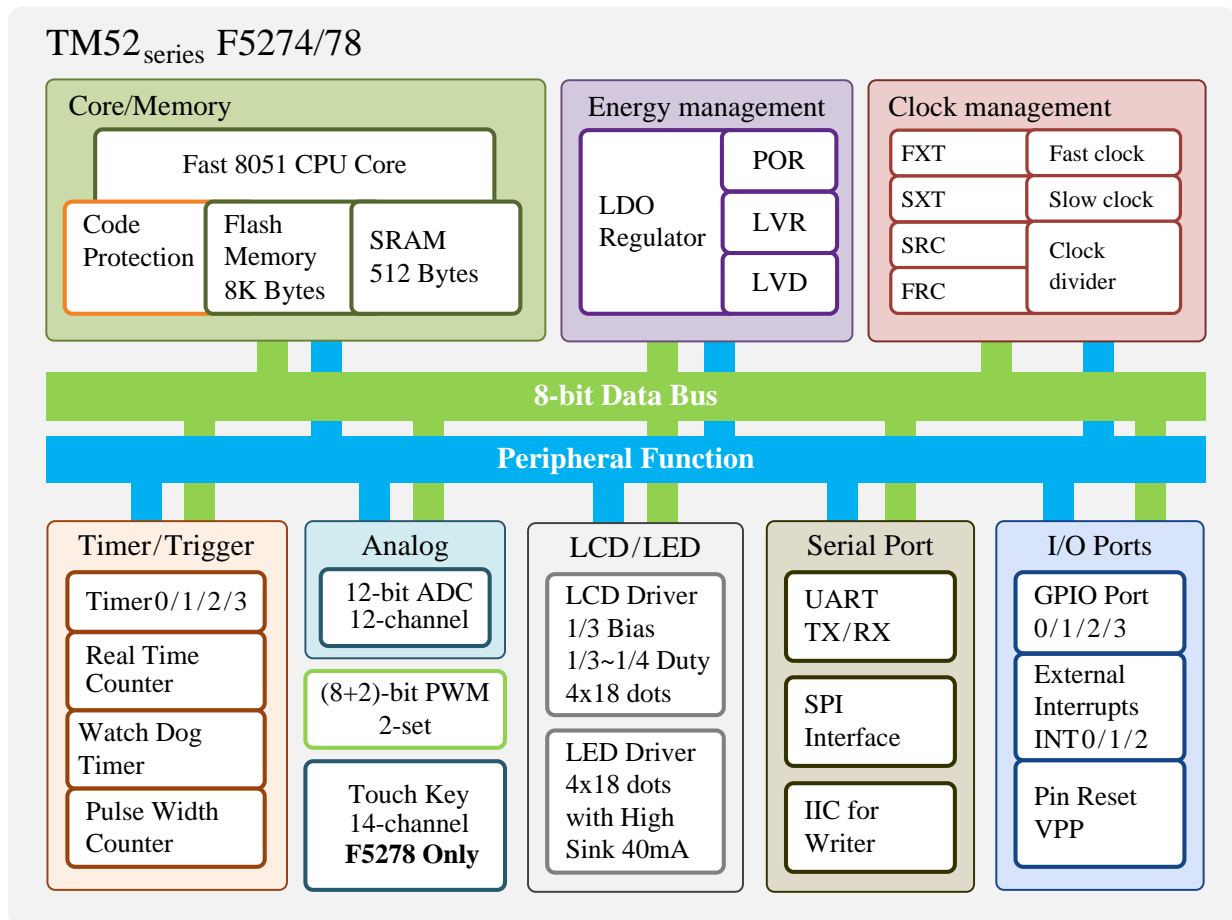 TM52series F5274/78
Core/Memory
Fast 8051 CPU Core
Code
Protection
Flash
Memory
8K Bytes
SRAM
512 Bytes
Energy management
LDO
Regulator
POR
LVR
LVD
Clock management
FXT
SXT
SRC
FRC
Fast clock
Slow clock
Clock
divider
8-bit Data Bus
Peripheral Function
Timer/Trigger
Timer0/1/2/3
Real Time
Counter
Watch Dog
Timer
Pulse Width
Counter
Analog
12-bit ADC
12-channel
(8+2)-bit PWM
2-set
Touch Key
14-channel
F5278 Only
LCD/LED
LCD Driver
1/3 Bias
1/3~1/4 Duty
4x18 dots
LED Driver
4x18 dots
with High
Sink 40mA
Serial Port
UART
TX/RX
SPI
Interface
IIC for
Writer
I/O Ports
GPIO Port
0/1/2/3
External
Interrupts
INT0/1/2
Pin Reset
VPP